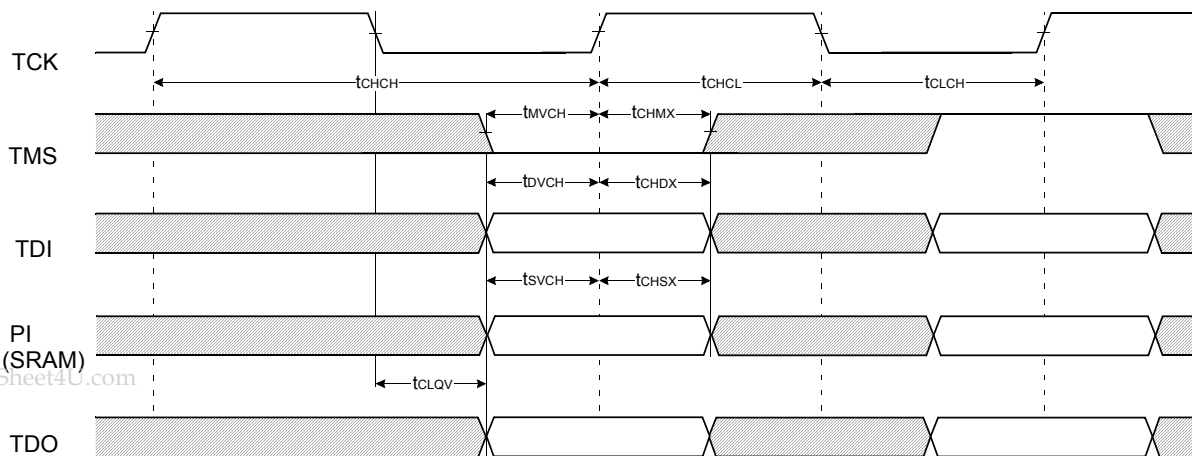 TCK
tCHCH tCHCL tCLCH
tMVCH tCHMX
TMS
tDVCH tCHDX
TDI
tSVCH tCHSX
PI
(SRAM)
Sheet4U.com
tCLQV
TDO